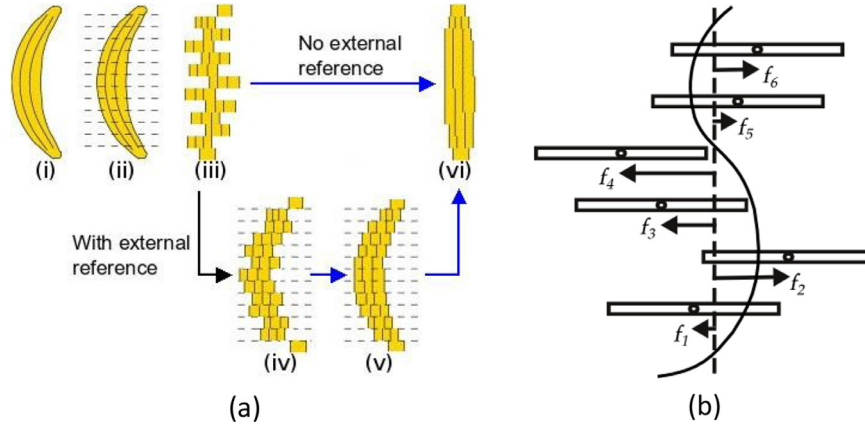 No external
reference
(i)
(ii)
(iii)
(vi)
With external
reference
(iv)
(v)
(a)
f6
f5
f4
f3
f2
f1
(b)